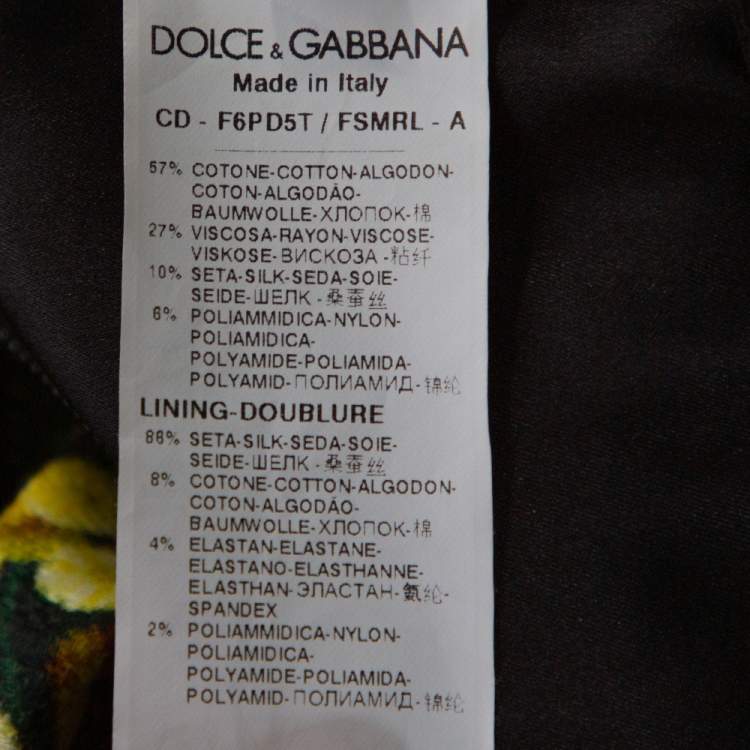 DOLCE & GABBANA
Made in Italy
CD - F6PD5T / FSMRL - A
57% COTONE-COTTON-ALGODON-
COTON-ALGODÃO-
BAUMWOLLE-ХЛОПОК-棉
27% VISCOSA-RAYON-VISCOSE-
VISKOSE-ВИСКОЗА-粘纤
10% SETA-SILK-SEDA-SOIE-
SEIDE-ШЕЛК-桑蚕丝
6% POLIAMMIDICA-NYLON-
POLIAMIDICA-
POLYAMIDE-POLIAMIDA-
POLYAMID-ПОЛИАМИД-锦纶
LINING-DOUBLURE
86% SETA-SILK-SEDA-SOIE-
SEIDE-ШЕЛК-桑蚕丝
8% COTONE-COTTON-ALGODON-
COTON-ALGODÃO-
BAUMWOLLE-ХЛОПОК-棉
4% ELASTAN-ELASTANE-
ELASTANO-ELASTHANNE-
ELASTHAN-ЭЛАСТАН-氨纶-
SPANDEX
2% POLIAMMIDICA-NYLON-
POLIAMIDICA-
POLYAMIDE-POLIAMIDA-
POLYAMID-ПОЛИАМИД-锦纶